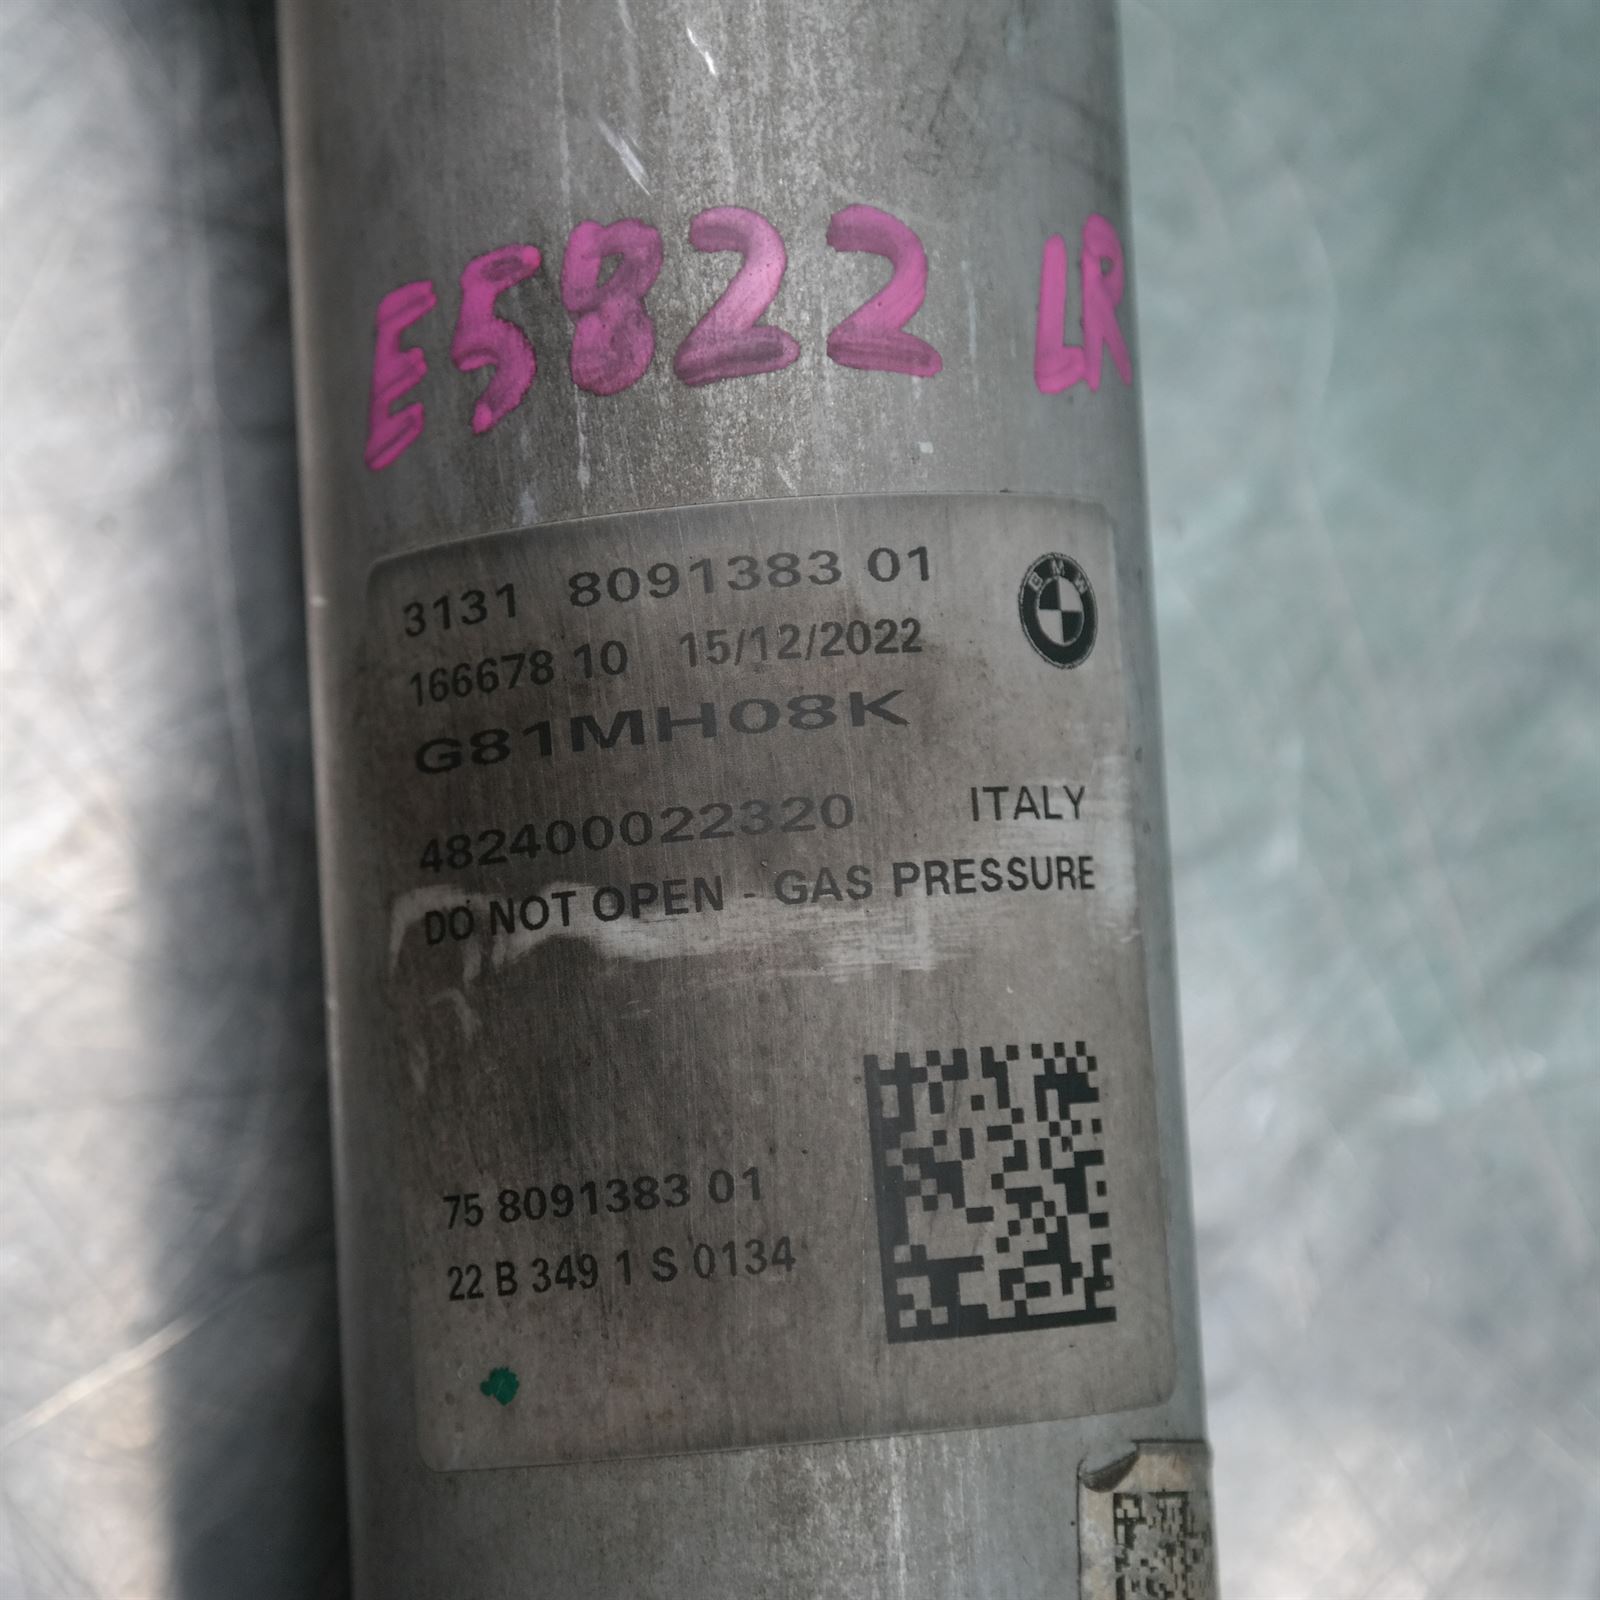 E5822 LR
3131 8091383 01
BMW
166678 10 15/12/2022
G81MH08K
482400022320 ITALY
DO NOT OPEN - GAS PRESSURE
75 8091383 01
22 B 349 1 S 0134